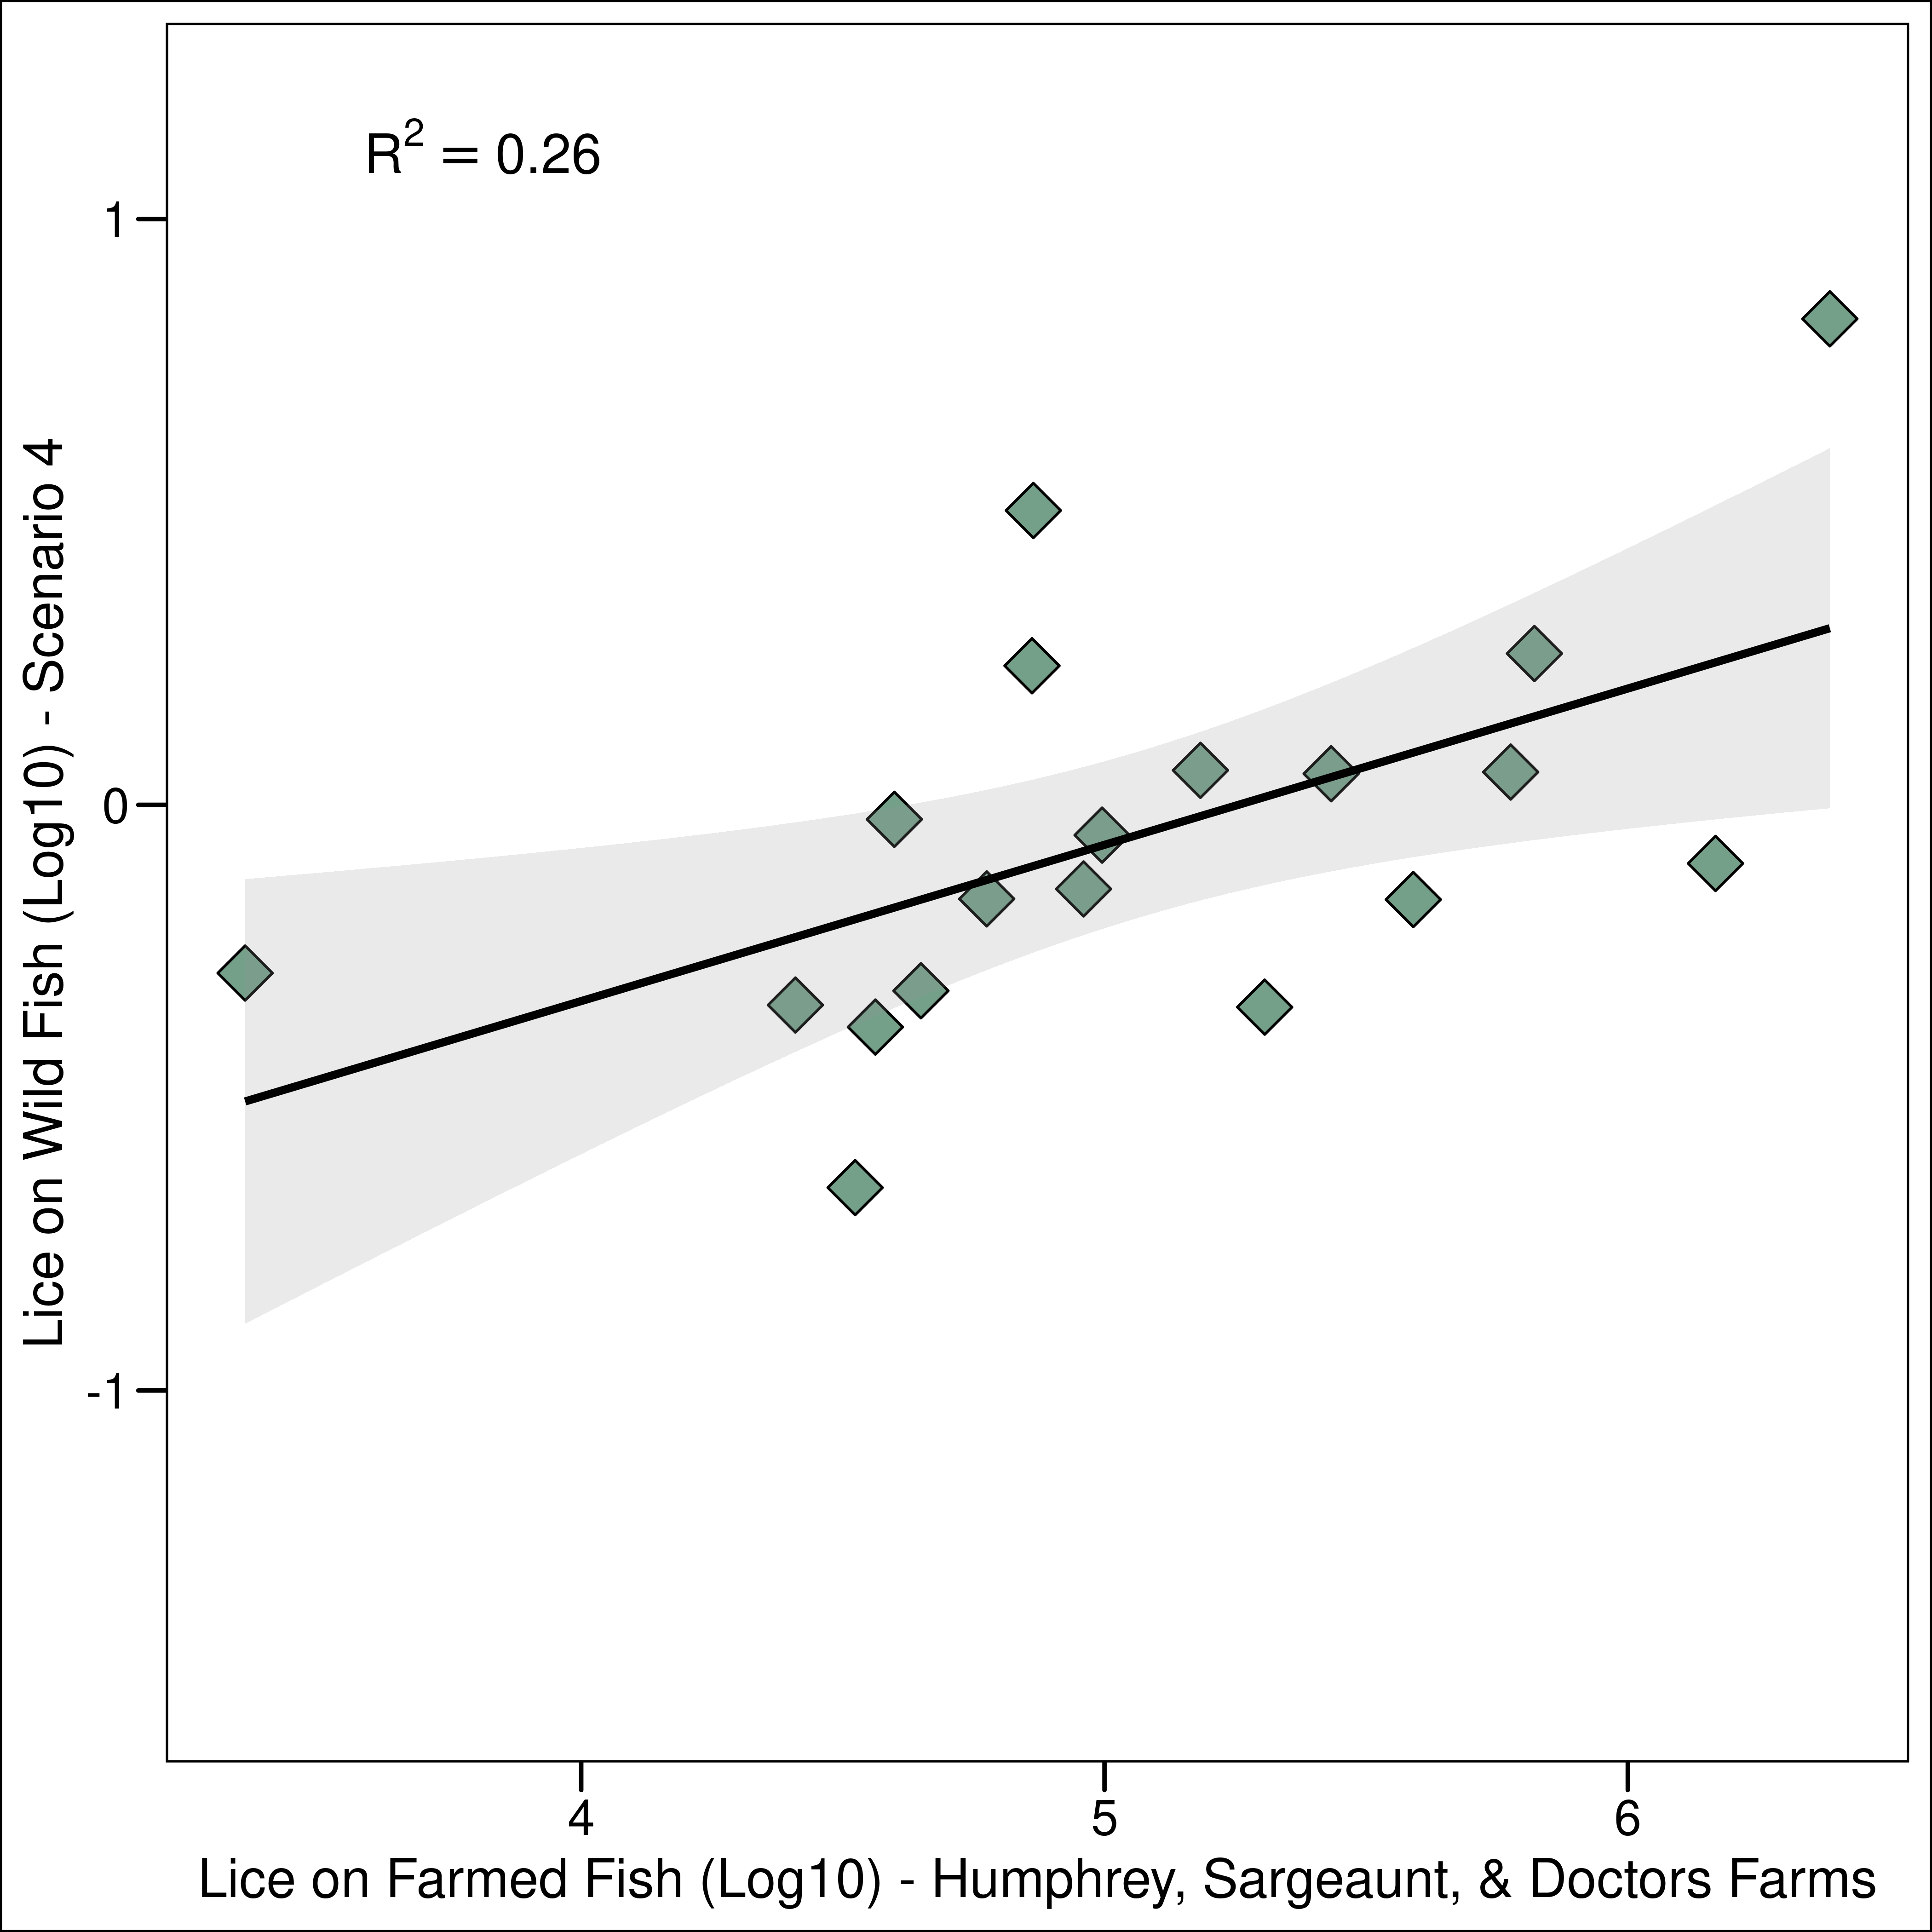 R² = 0.26
1
0
-1
Lice on Wild Fish (Log10) - Scenario 4
4 5 6
Lice on Farmed Fish (Log10) - Humphrey, Sargeaunt, & Doctors Farms